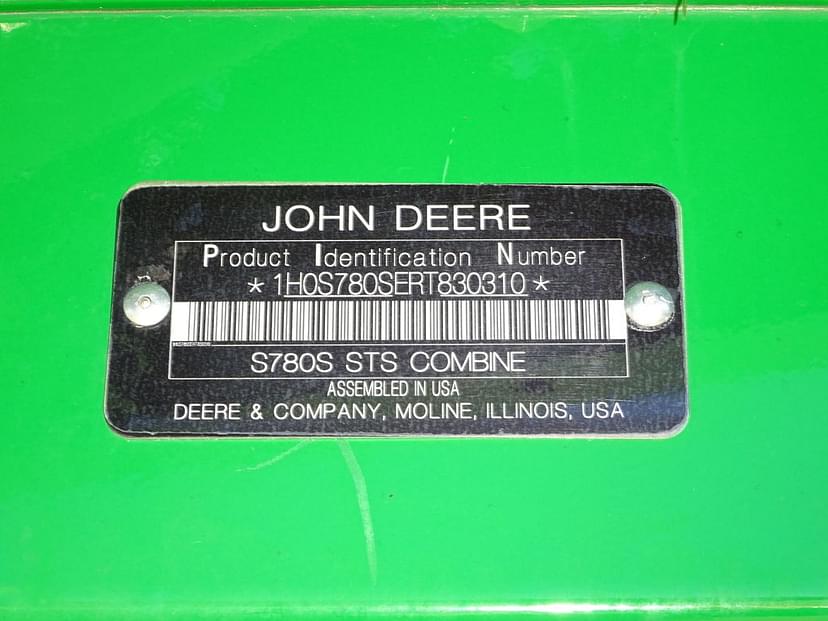 JOHN DEERE
Product Identification Number
*1H0S780SERT830310*
S780S STS COMBINE
ASSEMBLED IN USA
DEERE & COMPANY, MOLINE, ILLINOIS, USA